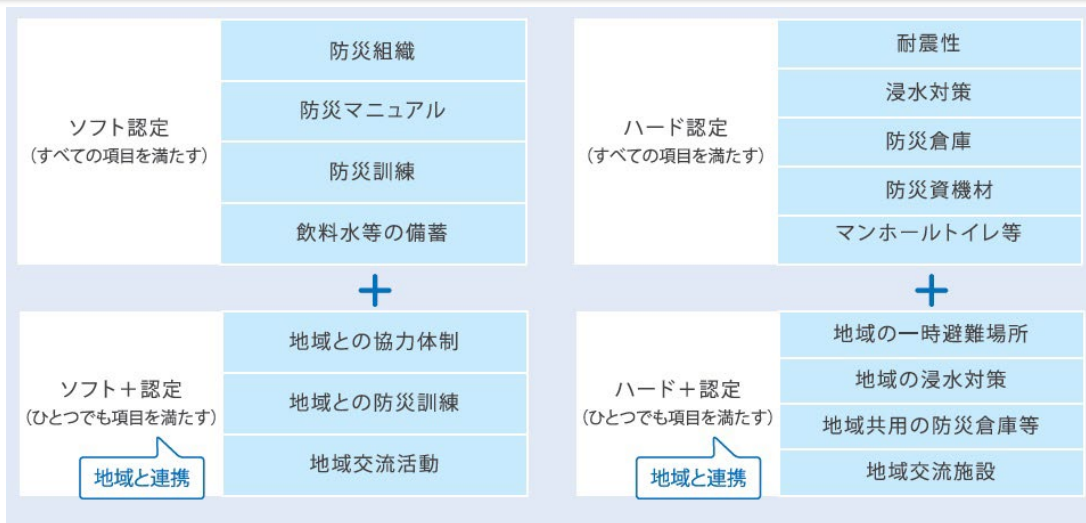 ソフト認定
(すべての項目を満たす)
防災組織
防災マニュアル
防災訓練
飲料水等の備蓄
+
ソフト+認定
(ひとつでも項目を満たす)
地域と連携
地域との協力体制
地域との防災訓練
地域交流活動
ハード認定
(すべての項目を満たす)
耐震性
浸水対策
防災倉庫
防災資機材
マンホールトイレ等
+
ハード+認定
(ひとつでも項目を満たす)
地域と連携
地域の一時避難場所
地域の浸水対策
地域共用の防災倉庫等
地域交流施設